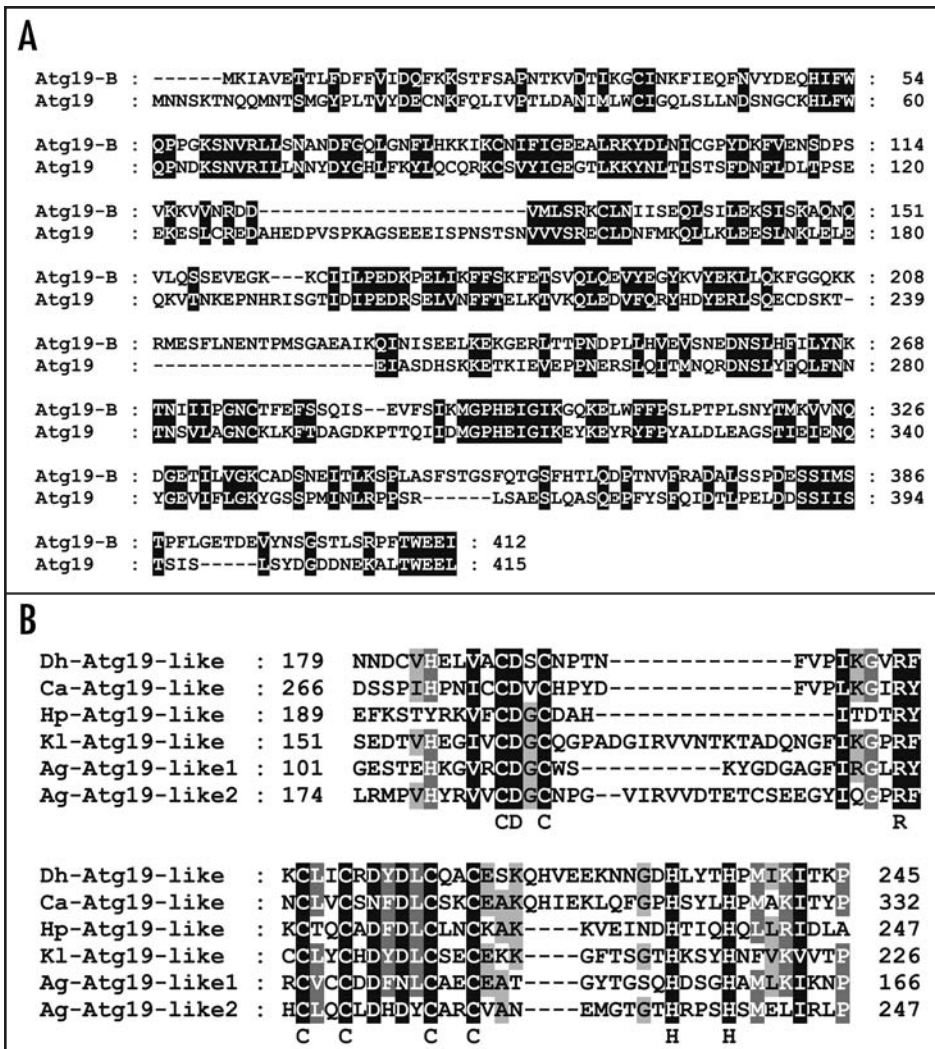 A
Atg19-B : ------MKIAVETTLFDFFVIDQFKKSTFSAPNTKVDTIKGCINKFIEQFNVYDEQHIFW : 54
Atg19 : MNNSKTNQQMNTSMGYPLTVYDECNKFQLIVPTLDANIMLWCIGQLSLLNDSNGCKHLFW : 60
Atg19-B : QPPGKSNVRLLSNANDFGQLGNFLHKKIKCNIFIGEEALRKYDLNICGPYDKFVENSDPS : 114
Atg19 : QPNDKSNVRILLNNYDYGHLFKYLQCQRKCSVYIGEGTLKKYNLTISTSFDNFLDLTPSE : 120
Atg19-B : VKKVVNRDD-----------------------VMLSRKCLNIISEQLSILEKSISKAQNQ : 151
Atg19 : EKESLCREDAHEDPVSPKAGSEEEISPNSTSNVVVSRECLDNFMKQLLKLEESLNKLELE : 180
Atg19-B : VLQSSEVEGK---KCIILPEDKPELIKFFSKFETSVQLQEVYEGYKVYEKLLQKFGGQKK : 208
Atg19 : QKVTNKEPNHRISGTIDIPEDRSELVNFFTELKTVKQLEDVFQRYHDYERLSQECDSKT- : 239
Atg19-B : RMESFLNENTPMSGAEAIKQINISEELKEKGERLTTPNDPLLHVEVSNEDNSLHFILYNK : 268
Atg19 : -------------------EIASDHSKKETKIEVEPPNERSLQITMNQRDNSLYFQLFNN : 280
Atg19-B : TNIIIPGNCTFEFSSQIS--EVFSIKMGPHEIGIKGQKELWFFPSLPTPLSNYTMKVVNQ : 326
Atg19 : TNSVLAGNCKLKFTDAGDKPTTQIIDMGPHEIGIKEYKEYRYFPYALDLEAGSTIEIENQ : 340
Atg19-B : DGETILVGKCADSNEITLKSPLASFSTGSFQTGSFHTLQDPTNVFRADALSSPDESSIMS : 386
Atg19 : YGEVIFLGKYGSSPMINLRPPSR------LSAESLQASQEPFYSFQIDTLPELDDSSIIS : 394
Atg19-B : TPFLGETDEVYNSGSTLSRPFTWEEI : 412
Atg19 : TSIS-----LSYDGDDNEKALTWEEL : 415
B
Dh-Atg19-like : 179 NNDCVHELVACDSCNPTN-------------FVPIKGVRF
Ca-Atg19-like : 266 DSSPIHPNICCDVCHPYD-------------FVPLKGIRY
Hp-Atg19-like : 189 EFKSTYRKVFCDGCDAH-----------------ITDTRY
Kl-Atg19-like : 151 SEDTVHEGIVCDGCQGPADGIRVVNTKTADQNGFIKGPRF
Ag-Atg19-like1 : 101 GESTEHKGVRCDGCWS----------KYGDGAGFIRGLRY
Ag-Atg19-like2 : 174 LRMPVHYRVVCDGCNPG--VIRVVDTETCSEEGYIQGPRF
CD C R
Dh-Atg19-like : KCLICRDYDLCQACESKQHVEEKNNGDHLYTHPMIKITKP 245
Ca-Atg19-like : NCLVCSNFDLCSKCEAKQHIEKLQFGPHSYLHPMAKITYP 332
Hp-Atg19-like : KCTQCADFDLCLNCKAK----KVEINDHTIQHQLLRIDLA 247
Kl-Atg19-like : CCLYCHDYDLCSECEKK----GFTSGTHKSYHNFVKVVTP 226
Ag-Atg19-like1 : RCVCCDDFNLCAECEAT----GYTGSQHDSGHAMLKIKNP 166
Ag-Atg19-like2 : HCLQCLDHDYCARCVAN----EMGTGTHRPSHSMELIRLP 247
C C C C H H